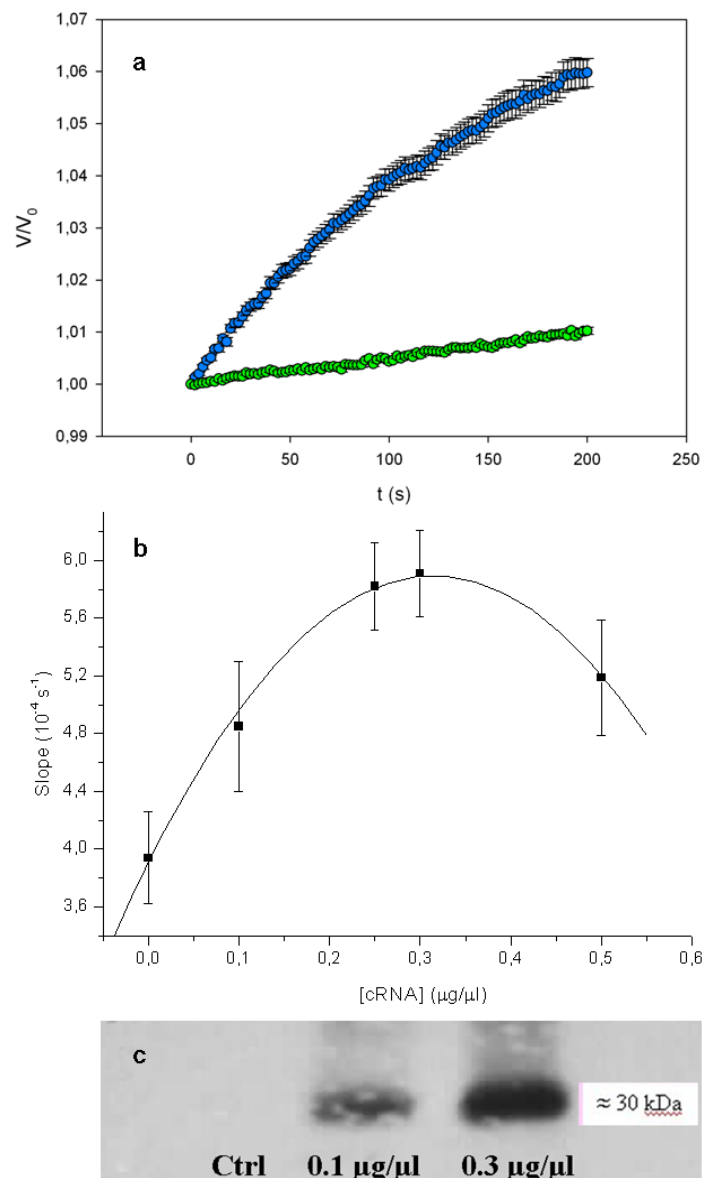 1,07
a
1,06
1,05
1,04
V/V0
1,03
1,02
1,01
1,00
0,99
0 50 100 150 200 250
t (s)
b
6,0
5,6
5,2
Slope (10-4 s-1)
4,8
4,4
4,0
3,6
0,0 0,1 0,2 0,3 0,4 0,5 0,6
[cRNA] (µg/µl)
c
≈ 30 kDa
Ctrl 0.1 µg/µl 0.3 µg/µl